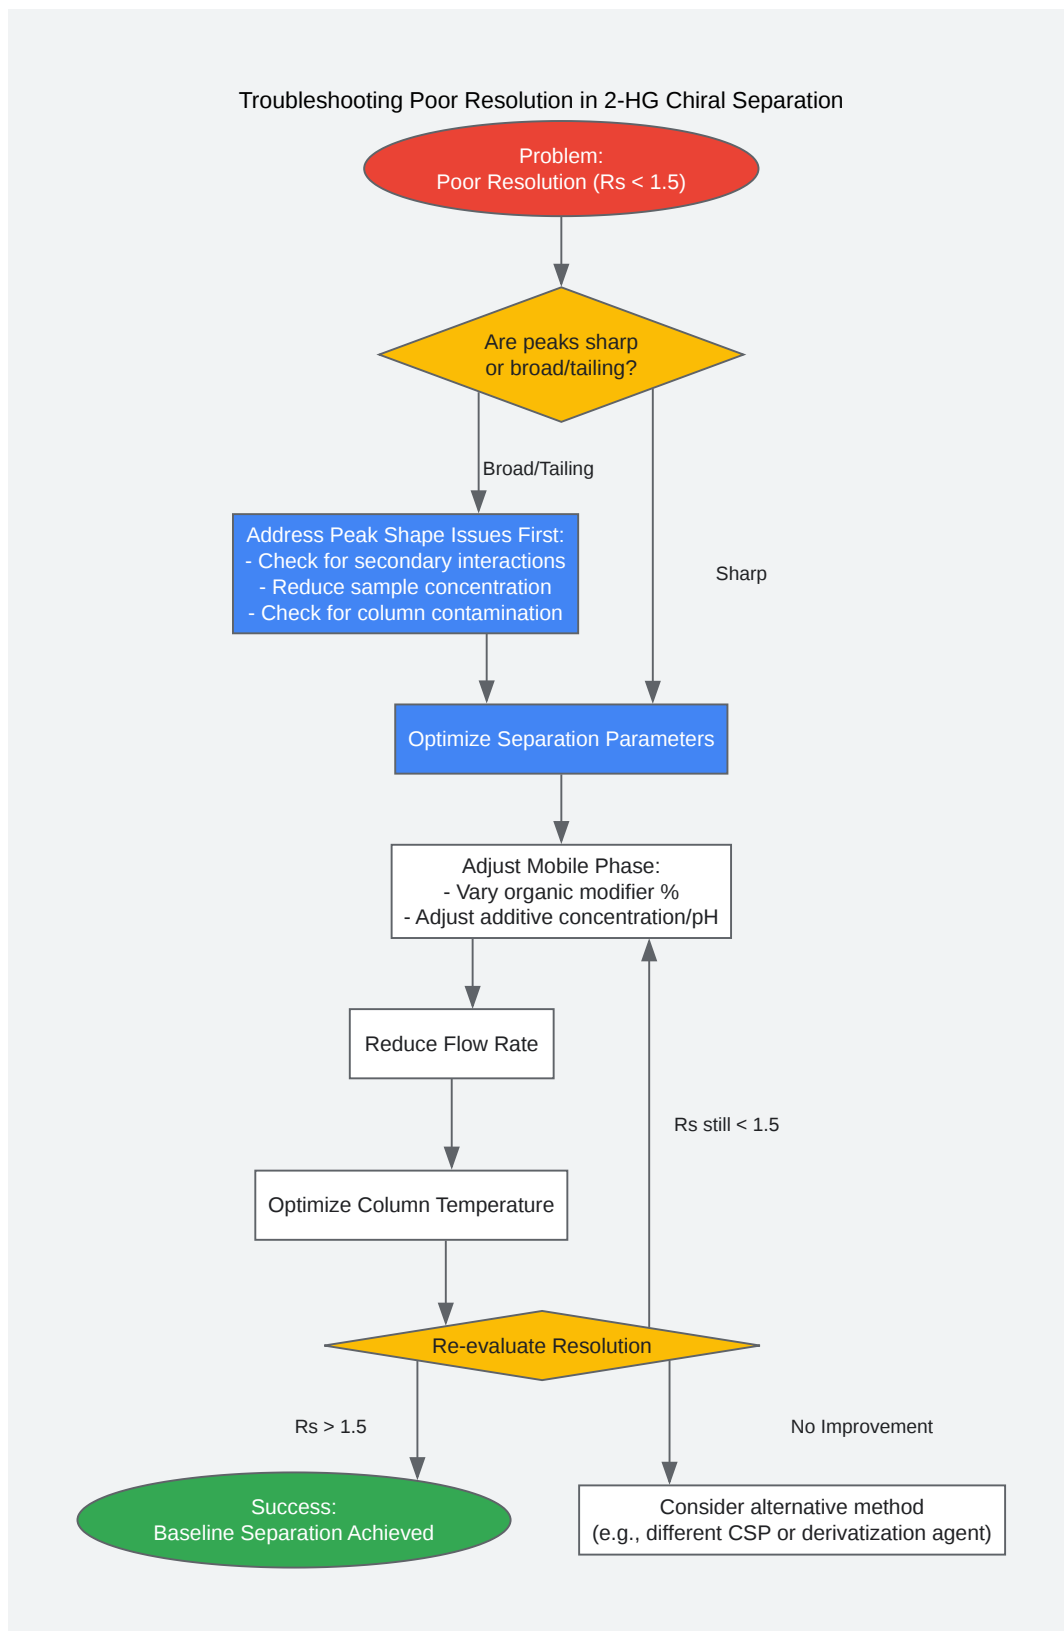 Troubleshooting Poor Resolution in 2-HG Chiral Separation
Problem:
Poor Resolution (Rs < 1.5)
Are peaks sharp
or broad/tailing?
Broad/Tailing
Address Peak Shape Issues First:
- Check for secondary interactions
- Reduce sample concentration
- Check for column contamination
Sharp
Optimize Separation Parameters
Adjust Mobile Phase:
- Vary organic modifier %
- Adjust additive concentration/pH
Reduce Flow Rate
Rs still < 1.5
Optimize Column Temperature
Re-evaluate Resolution
Rs > 1.5
No Improvement
Success:
Baseline Separation Achieved
Consider alternative method
(e.g., different CSP or derivatization agent)